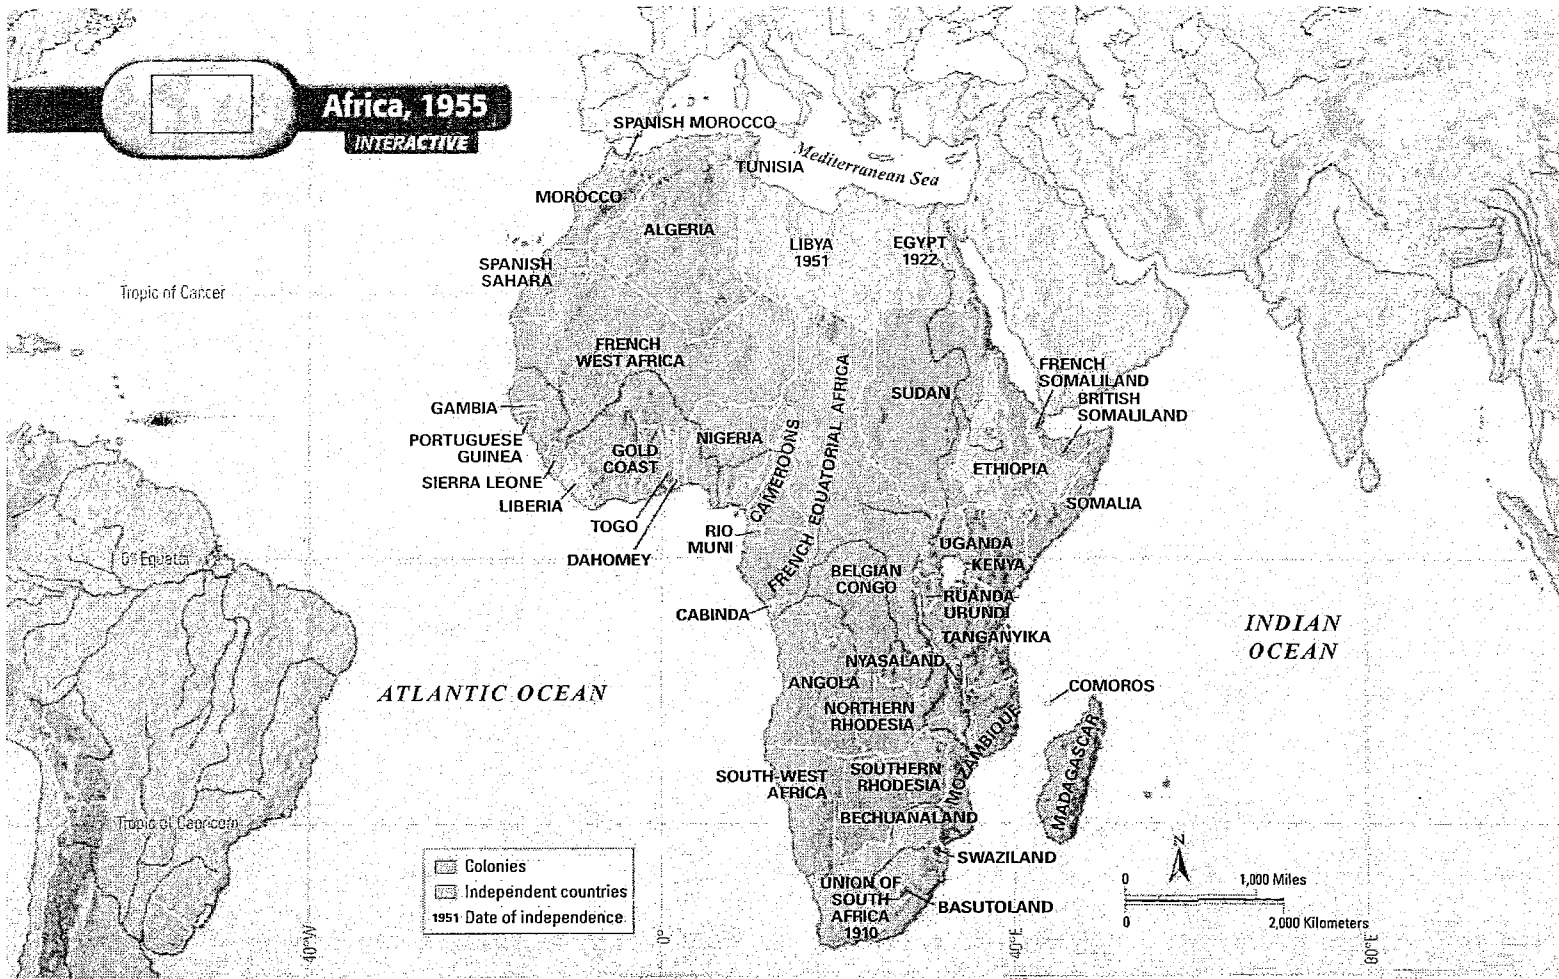 Africa, 1955
INTERACTIVE
SPANISH MOROCCO
Mediterranean Sea
TUNISIA
MOROCCO
ALGERIA
LIBYA
1951
EGYPT
1922
SPANISH
SAHARA
Tropic of Cancer
FRENCH
WEST AFRICA
FRENCH
SOMALILAND
BRITISH
SOMALILAND
SUDAN
GAMBIA
PORTUGUESE
GUINEA
NIGERIA
GOLD
COAST
CAMEROONS
FRENCH EQUATORIAL AFRICA
ETHIOPIA
SIERRA LEONE
LIBERIA
SOMALIA
TOGO
RIO
MUNI
DAHOMEY
UGANDA
KENYA
0° Equator
BELGIAN
CONGO
RUANDA
URUNDI
CABINDA
TANGANYIKA
INDIAN
OCEAN
NYASALAND
ANGOLA
ATLANTIC OCEAN
COMOROS
NORTHERN
RHODESIA
MOZAMBIQUE
MADAGASCAR
SOUTH-WEST
AFRICA
SOUTHERN
RHODESIA
BECHUANALAND
Tropic of Capricorn
SWAZILAND
UNION OF
SOUTH
AFRICA
1910
BASUTOLAND
Colonies
Independent countries
1951 Date of independence
N
0 1,000 Miles
0 2,000 Kilometers
40°W
0°
40°E
80°E